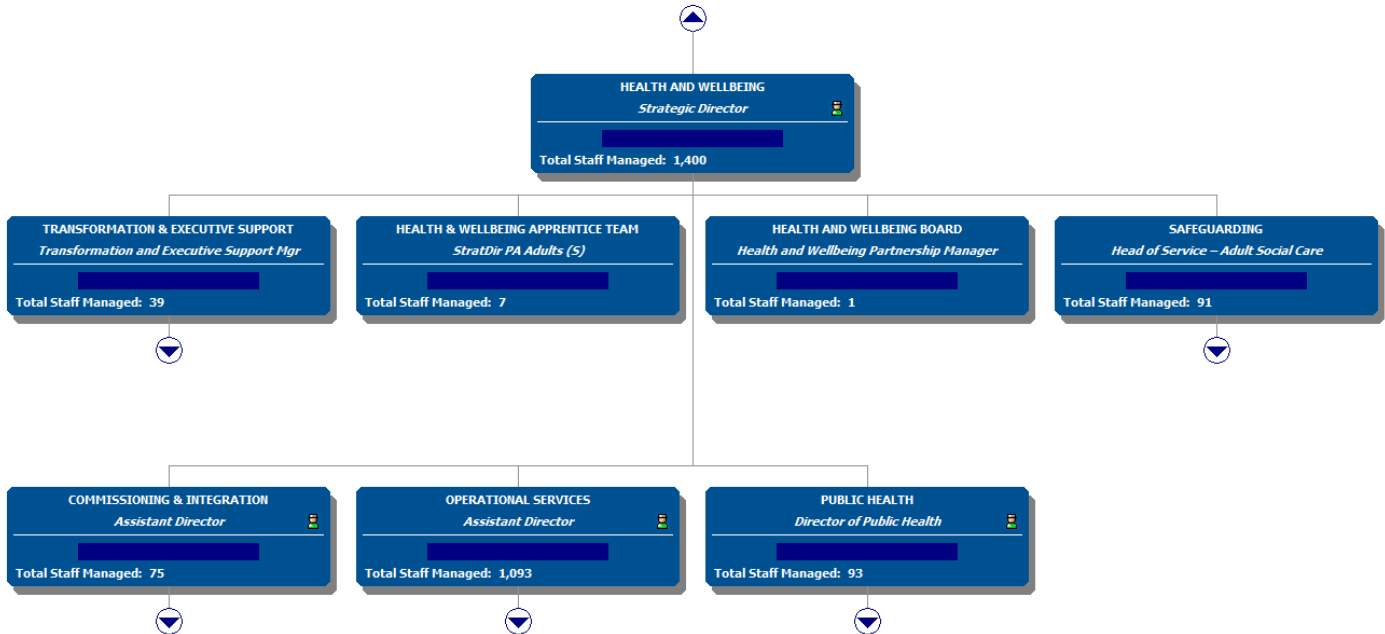 HEALTH AND WELLBEING
Strategic Director
Total Staff Managed: 1,400
TRANSFORMATION & EXECUTIVE SUPPORT
Transformation and Executive Support Mgr
Total Staff Managed: 39
HEALTH & WELLBEING APPRENTICE TEAM
StratDir PA Adults (S)
Total Staff Managed: 7
HEALTH AND WELLBEING BOARD
Health and Wellbeing Partnership Manager
Total Staff Managed: 1
SAFEGUARDING
Head of Service – Adult Social Care
Total Staff Managed: 91
COMMISSIONING & INTEGRATION
Assistant Director
Total Staff Managed: 75
OPERATIONAL SERVICES
Assistant Director
Total Staff Managed: 1,093
PUBLIC HEALTH
Director of Public Health
Total Staff Managed: 93